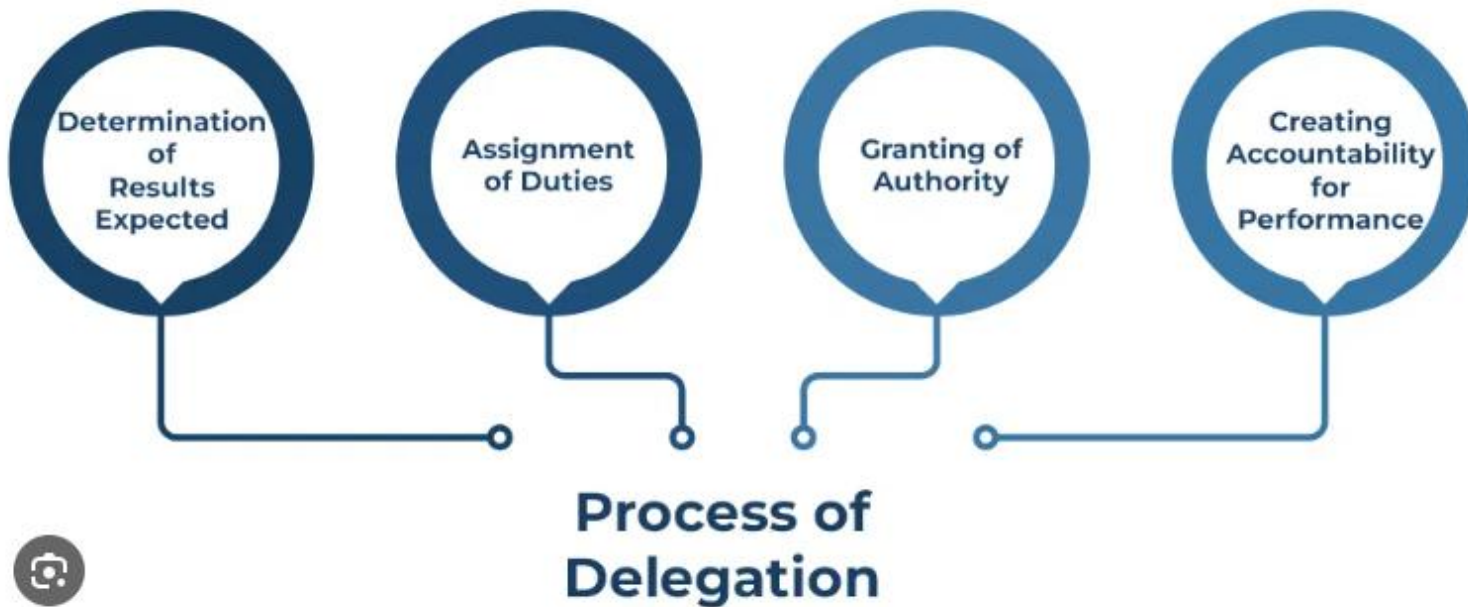 Determination
of
Results
Expected
Assignment
of Duties
Granting of
Authority
Creating
Accountability
for
Performance
Process of
Delegation